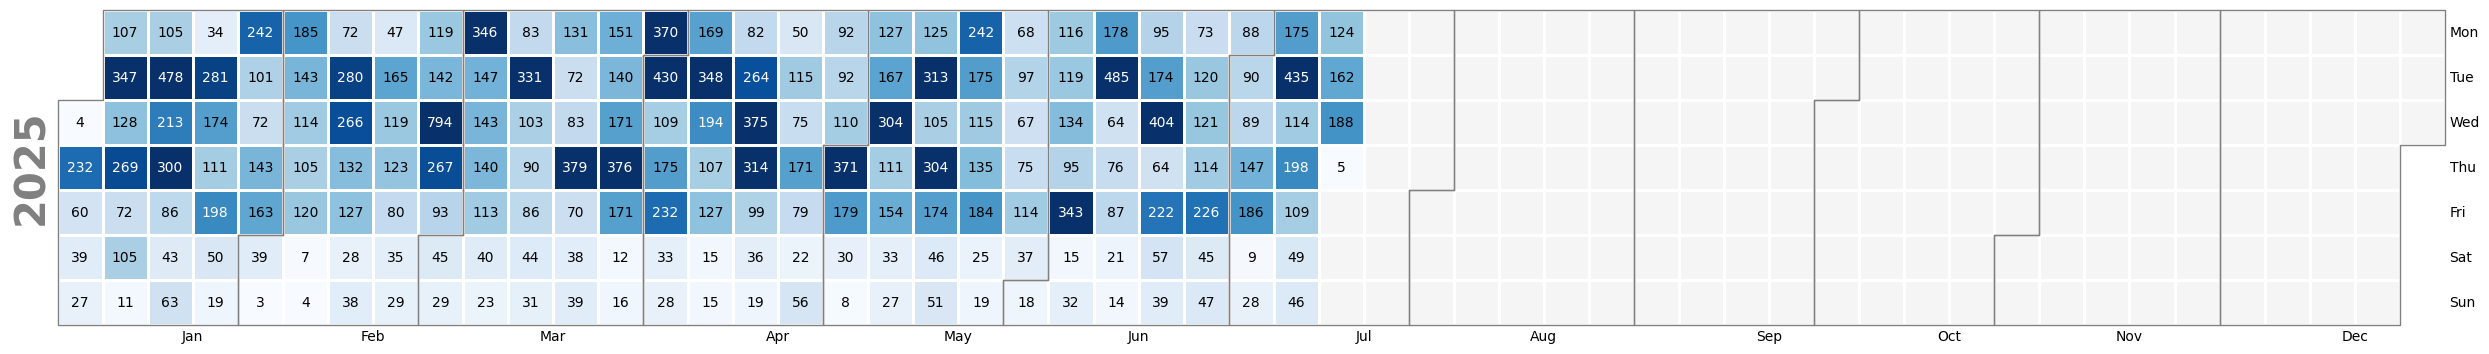 107 105 34 242 185 72 47 119 346 83 131 151 370 169 82 50 92 127 125 242 68 116 178 95 73 88 175 124 Mon
347 478 281 101 143 280 165 142 147 331 72 140 430 348 264 115 92 167 313 175 97 119 485 174 120 90 435 162 Tue
4 128 213 174 72 114 266 119 794 143 103 83 171 109 194 375 75 110 304 105 115 67 134 64 404 121 89 114 188 Wed
2025
232 269 300 111 143 105 132 123 267 140 90 379 376 175 107 314 171 371 111 304 135 75 95 76 64 114 147 198 5 Thu
60 72 86 198 163 120 127 80 93 113 86 70 171 232 127 99 79 179 154 174 184 114 343 87 222 226 186 109 Fri
39 105 43 50 39 7 28 35 45 40 44 38 12 33 15 36 22 30 33 46 25 37 15 21 57 45 9 49 Sat
27 11 63 19 3 4 38 29 29 23 31 39 16 28 15 19 56 8 27 51 19 18 32 14 39 47 28 46 Sun
Jan Feb Mar Apr May Jun Jul Aug Sep Oct Nov Dec